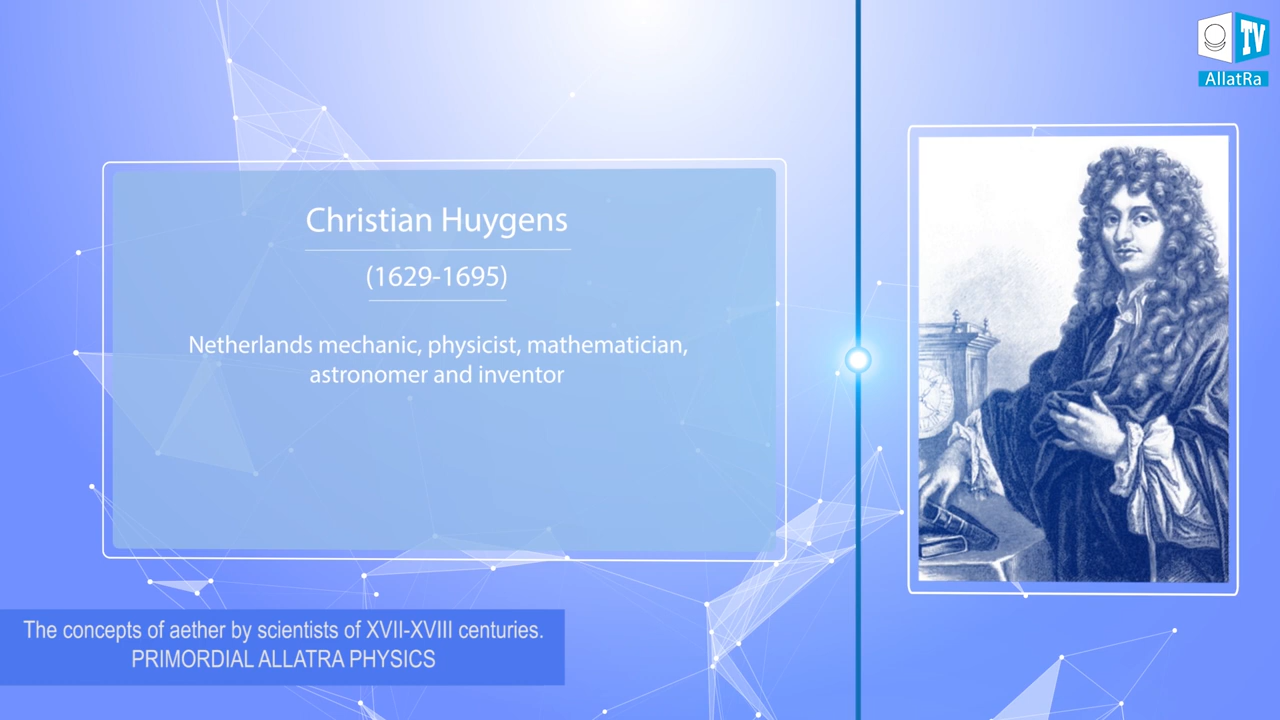 TV
AllatRa
Christian Huygens
(1629-1695)
Netherlands mechanic, physicist, mathematician,
astronomer and inventor
The concepts of aether by scientists of XVII-XVIII centuries.
PRIMORDIAL ALLATRA PHYSICS